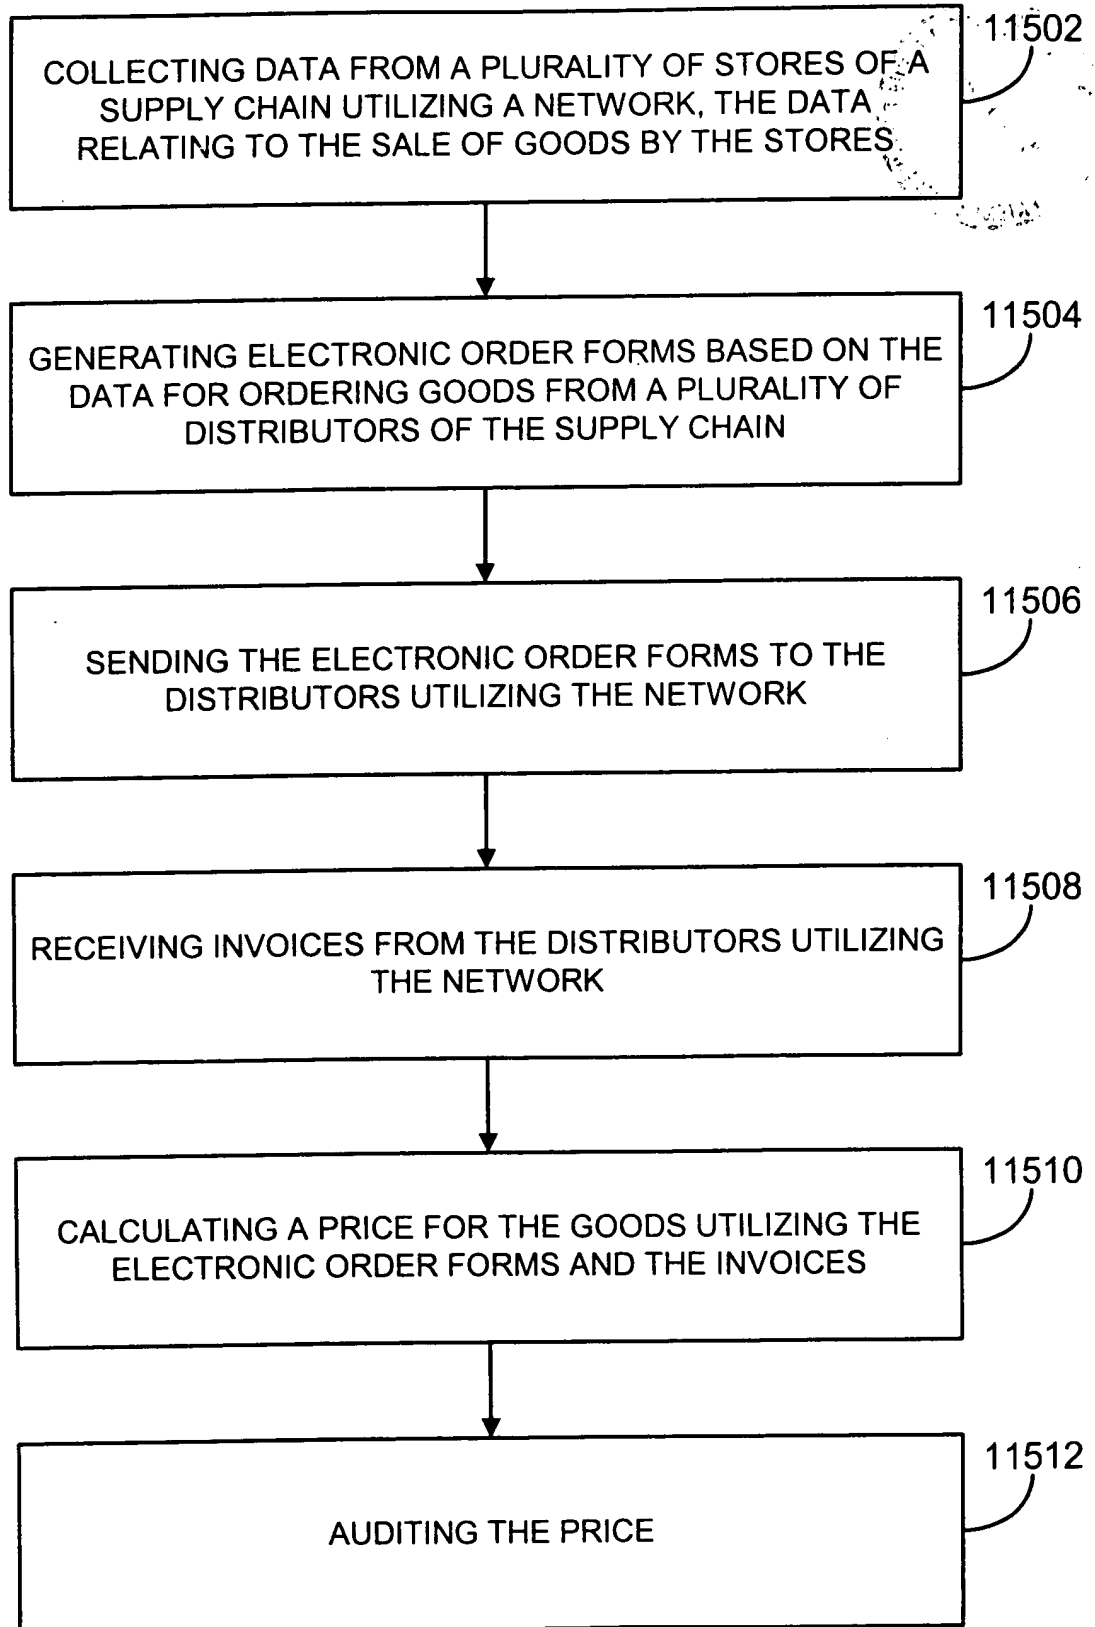 11502
COLLECTING DATA FROM A PLURALITY OF STORES OF A
SUPPLY CHAIN UTILIZING A NETWORK, THE DATA
RELATING TO THE SALE OF GOODS BY THE STORES
11504
GENERATING ELECTRONIC ORDER FORMS BASED ON THE
DATA FOR ORDERING GOODS FROM A PLURALITY OF
DISTRIBUTORS OF THE SUPPLY CHAIN
11506
SENDING THE ELECTRONIC ORDER FORMS TO THE
DISTRIBUTORS UTILIZING THE NETWORK
11508
RECEIVING INVOICES FROM THE DISTRIBUTORS UTILIZING
THE NETWORK
11510
CALCULATING A PRICE FOR THE GOODS UTILIZING THE
ELECTRONIC ORDER FORMS AND THE INVOICES
11512
AUDITING THE PRICE